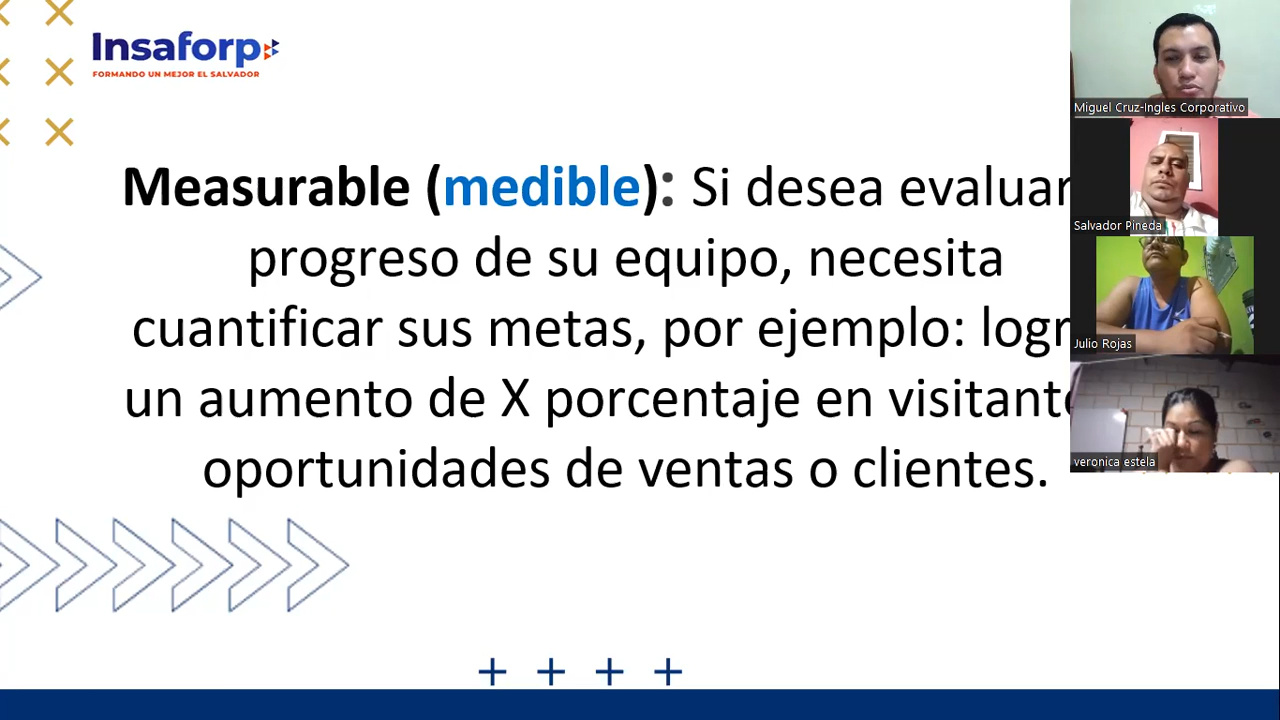 Insaforp
FORMANDO UN MEJOR EL SALVADOR
Measurable (medible): Si desea evaluar
progreso de su equipo, necesita
cuantificar sus metas, por ejemplo:
un aumento de X porcentaje en
oportunidades de ventas o clientes.
Miguel Cruz-Ingles Corporativo
Salvador Pineda
Julio Rojas
veronica estela